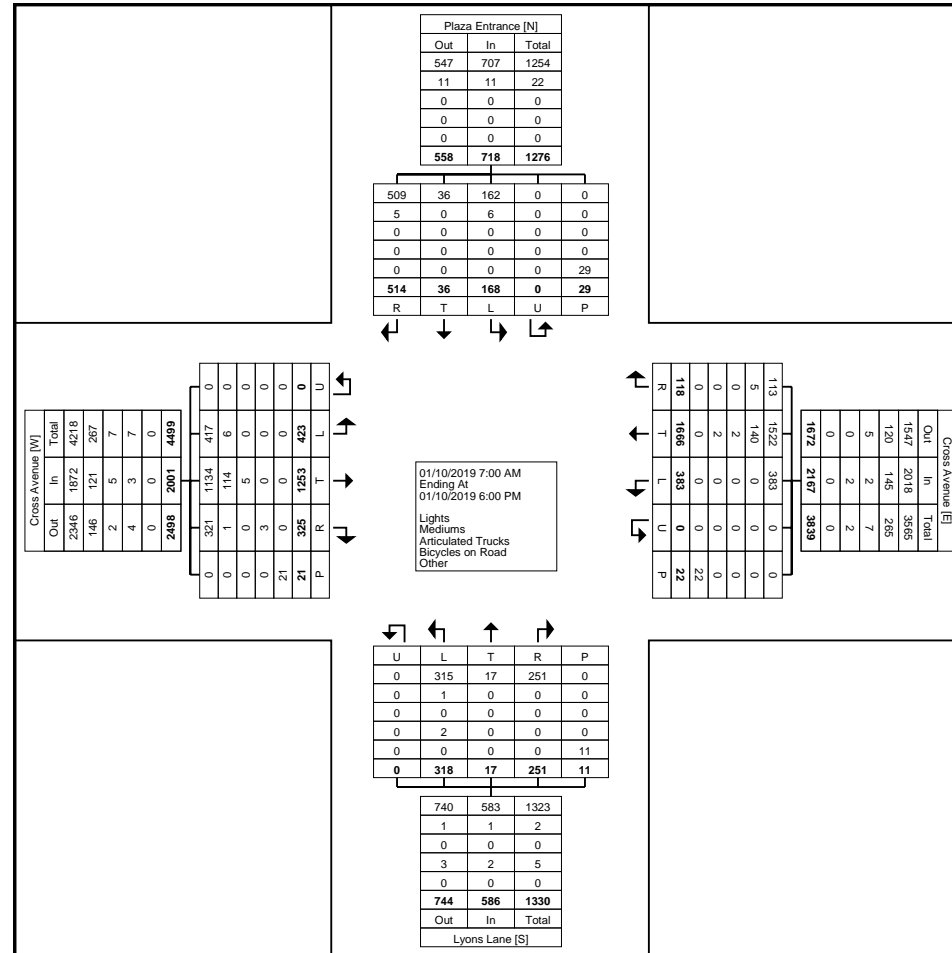 Plaza Entrance [N]
Out In Total
547 707 1254
11 11 22
0 0 0
0 0 0
0 0 0
558 718 1276
509 36 162 0 0
5 0 6 0 0
0 0 0 0 0
0 0 0 0 0
0 0 0 0 29
514 36 168 0 29
R T L U P
Cross Avenue [W]
Total 4218 267 7 7 0 4499
In 1872 121 5 3 0 2001
Out 2346 146 2 4 0 2498
0 0 0 0 0 0 U
417 6 0 0 0 423 L
1134 114 5 0 0 1253 T
321 1 0 3 0 325 R
0 0 0 0 21 21 P
01/10/2019 7:00 AM
Ending At
01/10/2019 6:00 PM
Lights
Mediums
Articulated Trucks
Bicycles on Road
Other
R 118 0 0 0 5 113
T 1666 0 2 2 140 1522
L 383 0 0 0 0 383
U 0 0 0 0 0 0
P 22 22 0 0 0 0
1672 0 0 5 120 1547 Out
2167 0 2 2 145 2018 In
3839 0 2 7 265 3565 Total
Cross Avenue [E]
U L T R P
0 315 17 251 0
0 1 0 0 0
0 0 0 0 0
0 2 0 0 0
0 0 0 0 11
0 318 17 251 11
740 583 1323
1 1 2
0 0 0
3 2 5
0 0 0
744 586 1330
Out In Total
Lyons Lane [S]